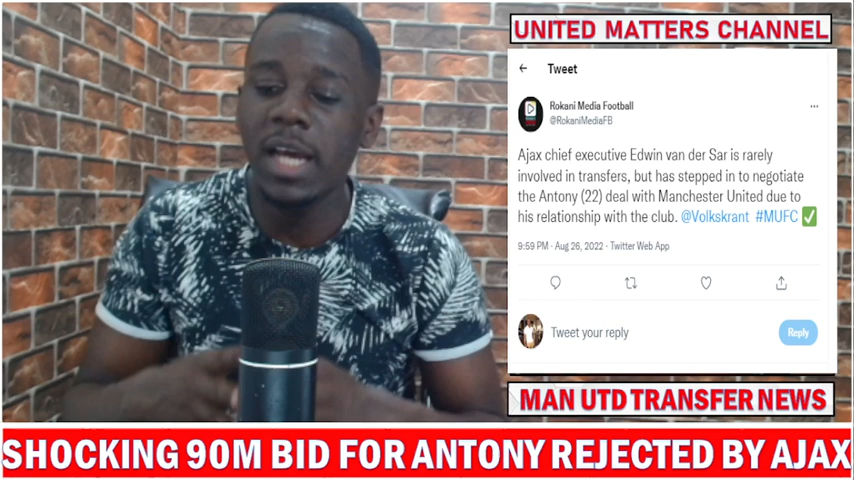 UNITED MATTERS CHANNEL
Tweet
Rokani Media Football
@RokaniMediaFB
Ajax chief executive Edwin van der Sar is rarely
involved in transfers, but has stepped in to negotiate
the Antony (22) deal with Manchester United due to
his relationship with the club. @Volkskrant #MUFC ✅
9:59 PM · Aug 26, 2022 · Twitter Web App
Tweet your reply
Reply
MAN UTD TRANSFER NEWS
SHOCKING 90M BID FOR ANTONY REJECTED BY AJAX